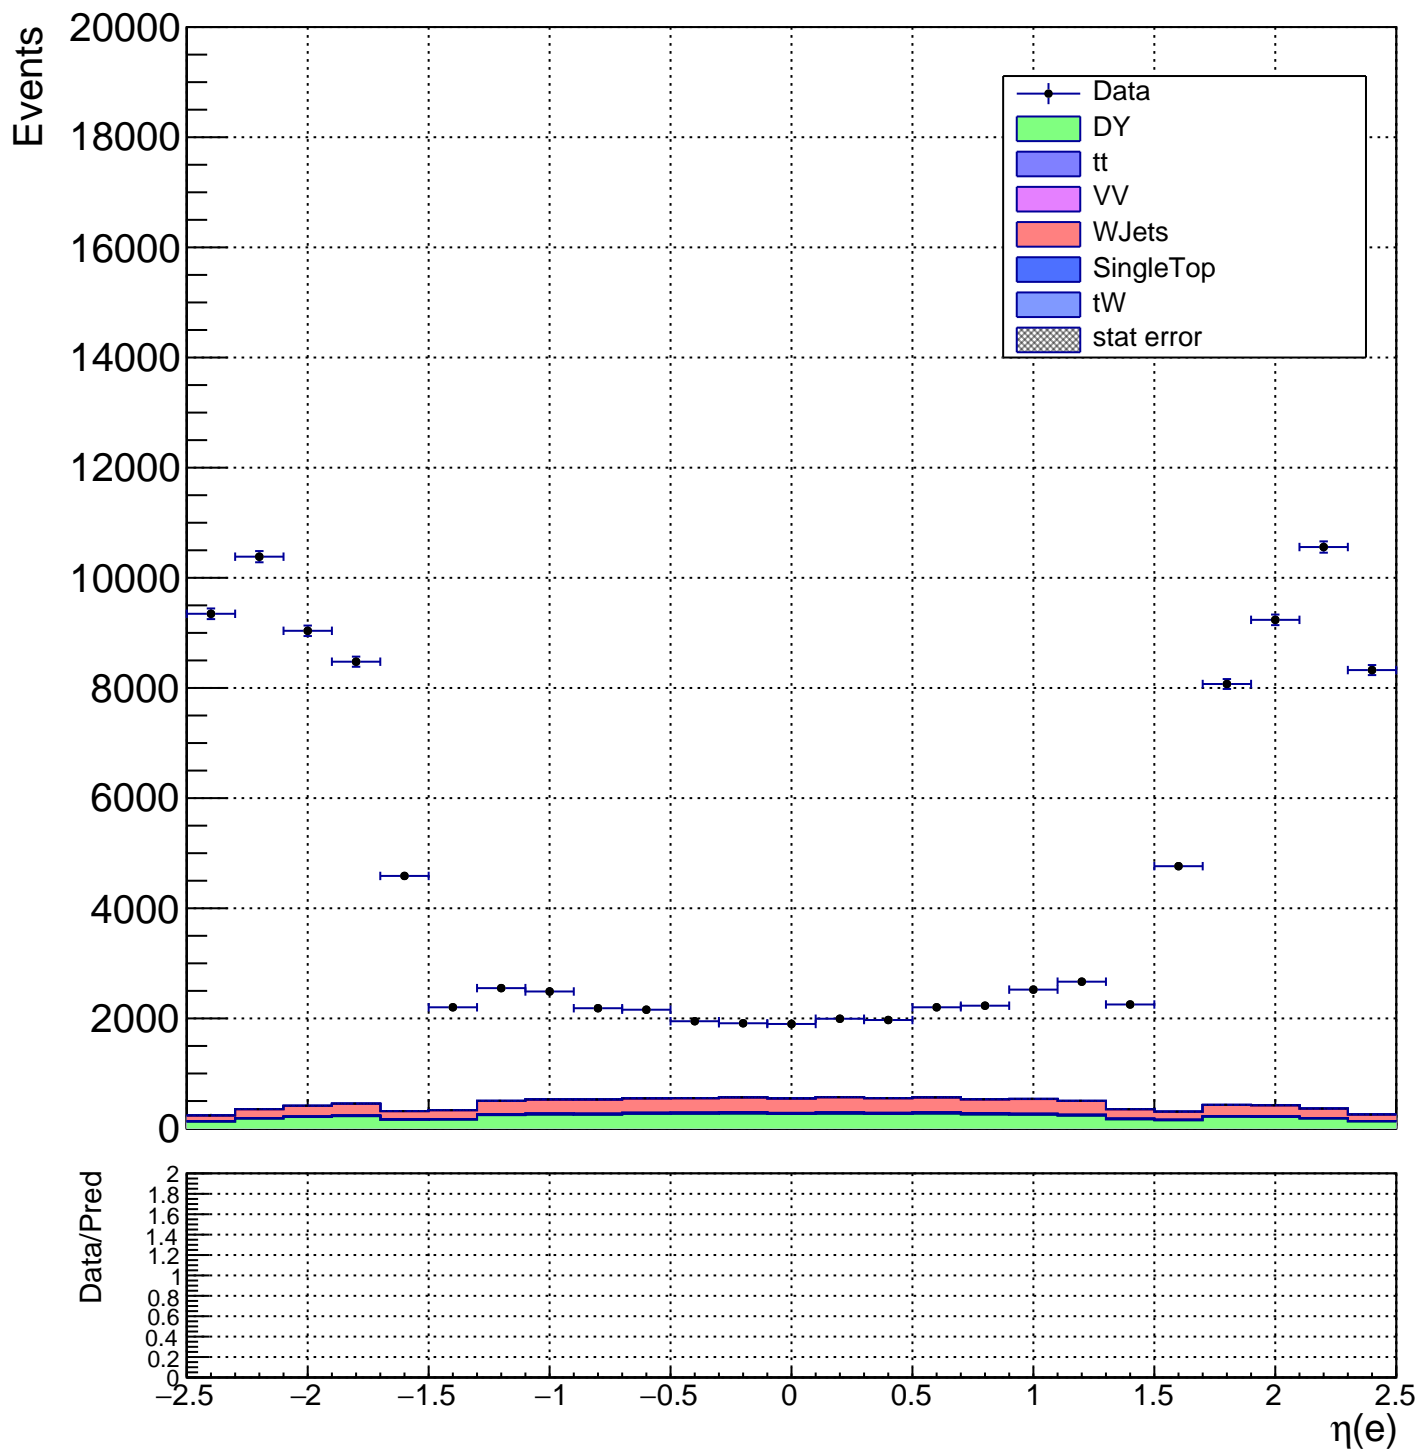 Events
20000
18000
16000
14000
12000
10000
8000
6000
4000
2000
0
Data
DY
tt
VV
WJets
SingleTop
tW
stat error
Data/Pred
2
1.8
1.6
1.4
1.2
1
0.8
0.6
0.4
0.2
0
−2.5 −2 −1.5 −1 −0.5 0 0.5 1 1.5 2 2.5
η(e)